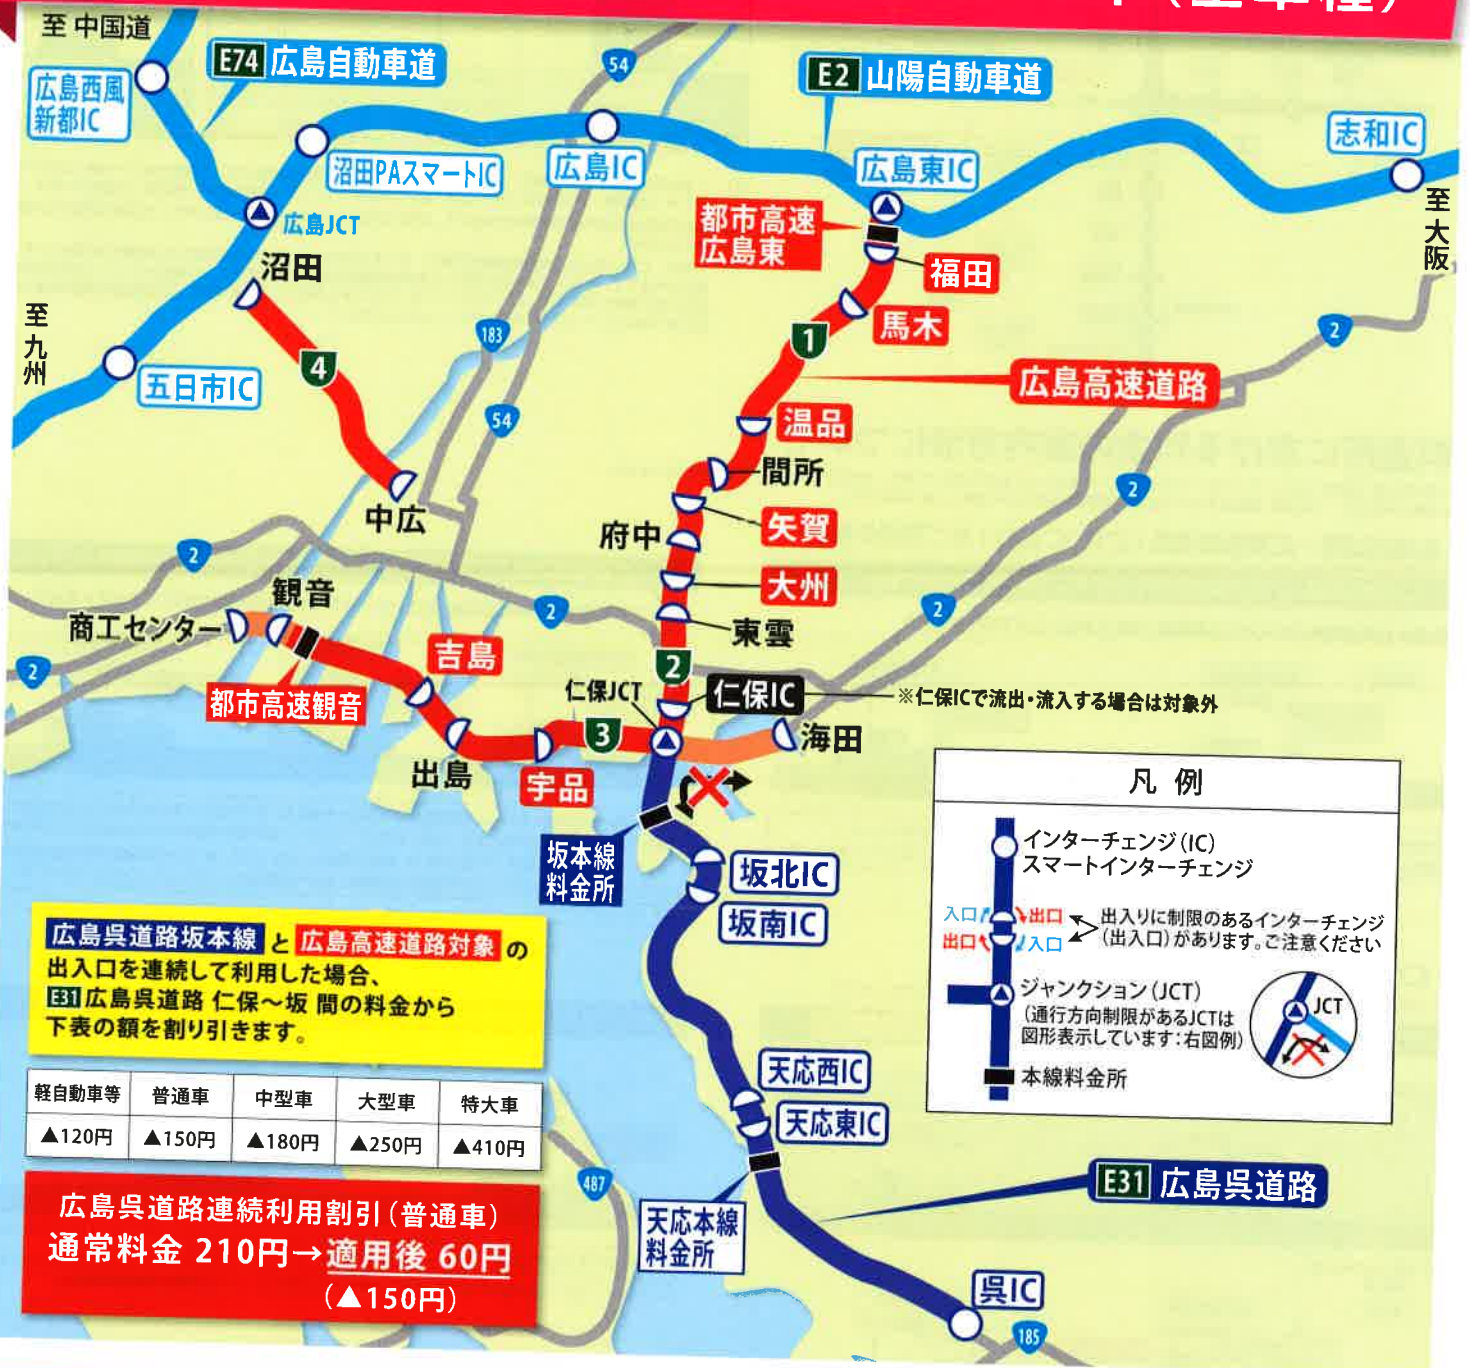 至 中国道
E74 広島自動車道
54
E2 山陽自動車道
広島西風
新都IC
沼田PAスマートIC
広島IC
広島東IC
志和IC
至大阪
広島JCT
都市高速
広島東
福田
沼田
馬木
至九州
183
1
2
4
広島高速道路
五日市IC
54
温品
間所
2
中広
矢賀
府中
2
大州
観音
2
2
商工センター
東雲
吉島
2
2
仁保JCT
仁保IC
※仁保ICで流出・流入する場合は対象外
都市高速観音
3
海田
出島
宇品
凡 例
インターチェンジ(IC)
スマートインターチェンジ
入口 出口
出口 入口
出入りに制限のあるインターチェンジ
(出入口)があります。ご注意ください
ジャンクション(JCT)
(通行方向制限があるJCTは
図形表示しています:右図例)
JCT
本線料金所
坂本線
料金所
坂北IC
坂南IC
広島呉道路坂本線 と 広島高速道路対象 の
出入口を連続して利用した場合、
E31 広島呉道路 仁保～坂 間の料金から
下表の額を割り引きます。
軽自動車等 普通車 中型車 大型車 特大車
▲120円 ▲150円 ▲180円 ▲250円 ▲410円
天応西IC
天応東IC
487
E31 広島呉道路
天応本線
料金所
広島呉道路連続利用割引(普通車)
通常料金 210円→適用後 60円
(▲150円)
呉IC
185